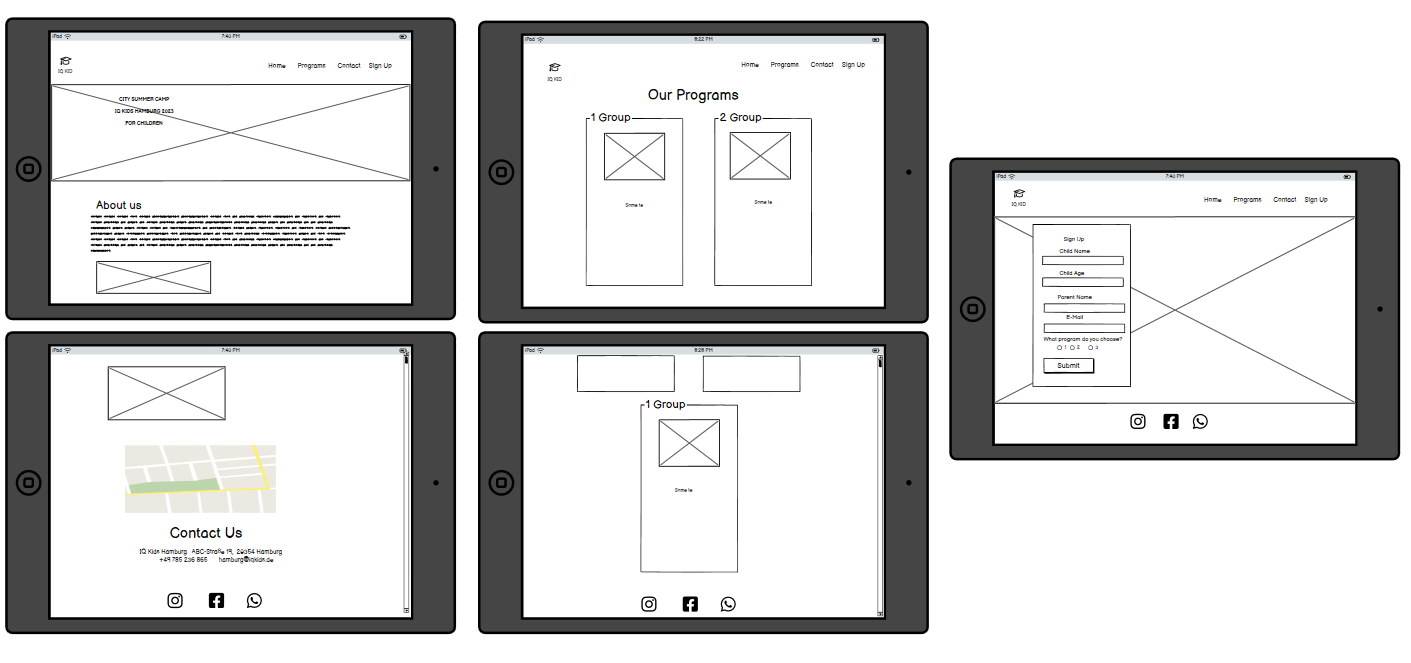 iPad 7:40 PM
IQ KID
Home Programs Contact Sign Up
CITY SUMMER CAMP
IQ KIDS HAMBURG 2023
FOR CHILDREN
About us
iPad 8:22 PM
IQ KID
Home Programs Contact Sign Up
Our Programs
1 Group 2 Group
Some te Some te
iPad 7:40 PM
IQ KID
Home Programs Contact Sign Up
Sign Up
Child Name
Child Age
Parent Name
E-Mail
What program do you choose?
1 2 3
Submit
iPad 7:40 PM
Contact Us
IQ Kids Hamburg ABC-Straße 19, 20354 Hamburg
+49 785 236 865 hamburg@iqkids.de
iPad 8:28 PM
1 Group
Some te